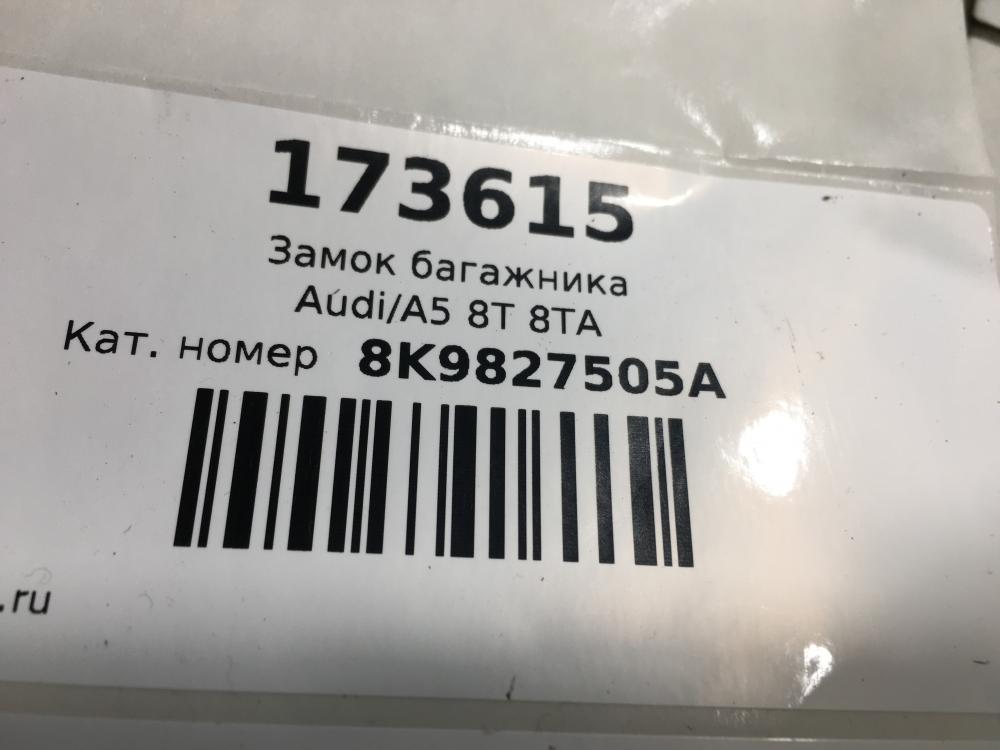 173615
Замок багажника
Audi/A5 8T 8TA
Кат. номер 8K9827505A
.ru